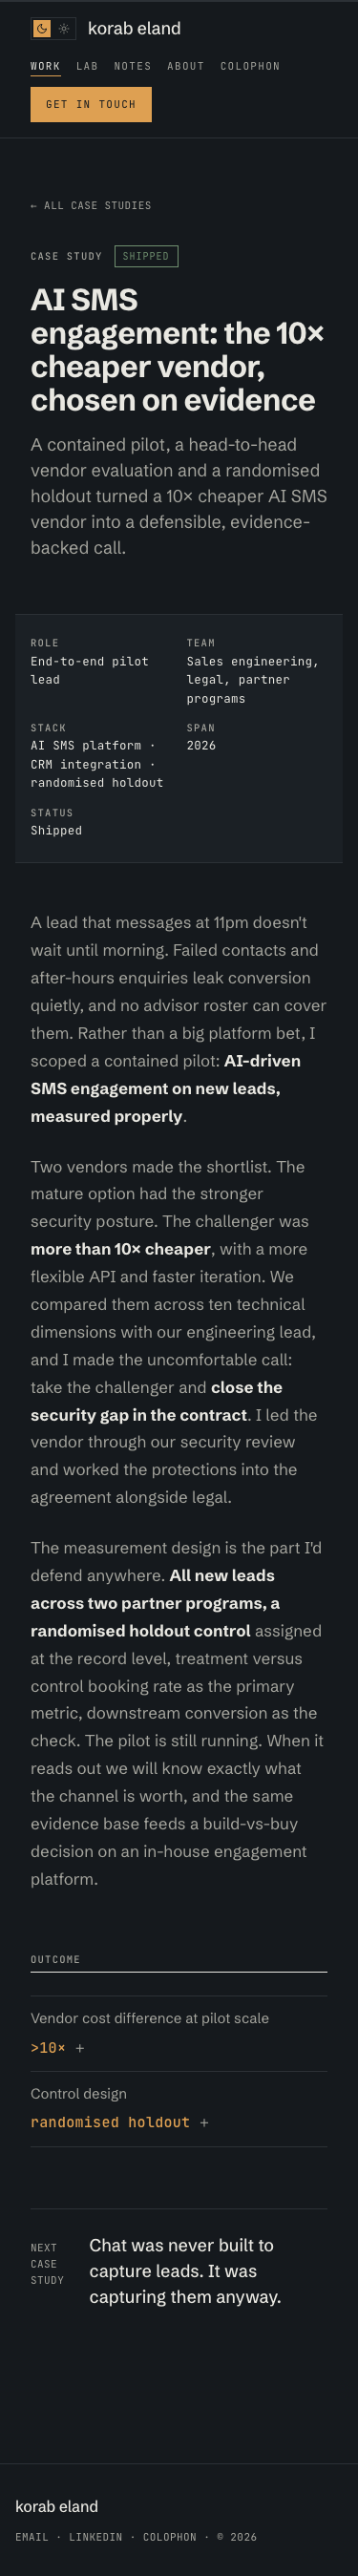 korab eland
WORK LAB NOTES ABOUT COLOPHON
GET IN TOUCH
← ALL CASE STUDIES
CASE STUDY SHIPPED
AI SMS
engagement: the 10×
cheaper vendor,
chosen on evidence
A contained pilot, a head-to-head
vendor evaluation and a randomised
holdout turned a 10× cheaper AI SMS
vendor into a defensible, evidence-
backed call.
ROLE
End-to-end pilot
lead
TEAM
Sales engineering,
legal, partner
programs
STACK
AI SMS platform ·
CRM integration ·
randomised holdout
SPAN
2026
STATUS
Shipped
A lead that messages at 11pm doesn't
wait until morning. Failed contacts and
after-hours enquiries leak conversion
quietly, and no advisor roster can cover
them. Rather than a big platform bet, I
scoped a contained pilot: AI-driven
SMS engagement on new leads,
measured properly.
Two vendors made the shortlist. The
mature option had the stronger
security posture. The challenger was
more than 10× cheaper, with a more
flexible API and faster iteration. We
compared them across ten technical
dimensions with our engineering lead,
and I made the uncomfortable call:
take the challenger and close the
security gap in the contract. I led the
vendor through our security review
and worked the protections into the
agreement alongside legal.
The measurement design is the part I'd
defend anywhere. All new leads
across two partner programs, a
randomised holdout control assigned
at the record level, treatment versus
control booking rate as the primary
metric, downstream conversion as the
check. The pilot is still running. When it
reads out we will know exactly what
the channel is worth, and the same
evidence base feeds a build-vs-buy
decision on an in-house engagement
platform.
OUTCOME
Vendor cost difference at pilot scale
>10× +
Control design
randomised holdout +
NEXT
CASE
STUDY
Chat was never built to
capture leads. It was
capturing them anyway.
korab eland
EMAIL · LINKEDIN · COLOPHON · © 2026